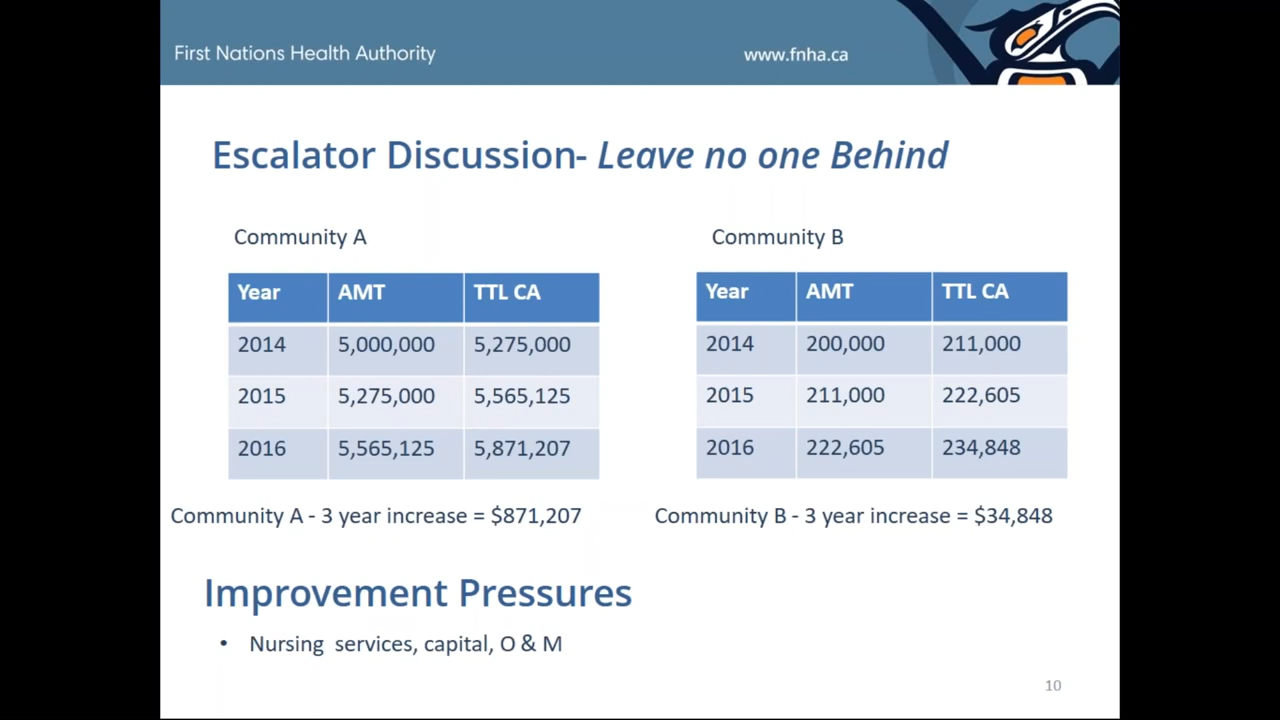 First Nations Health Authority
www.fnha.ca
Escalator Discussion- Leave no one Behind
Community A
Year AMT TTL CA
2014 5,000,000 5,275,000
2015 5,275,000 5,565,125
2016 5,565,125 5,871,207
Community A - 3 year increase = $871,207
Community B
Year AMT TTL CA
2014 200,000 211,000
2015 211,000 222,605
2016 222,605 234,848
Community B - 3 year increase = $34,848
Improvement Pressures
• Nursing services, capital, O & M
10